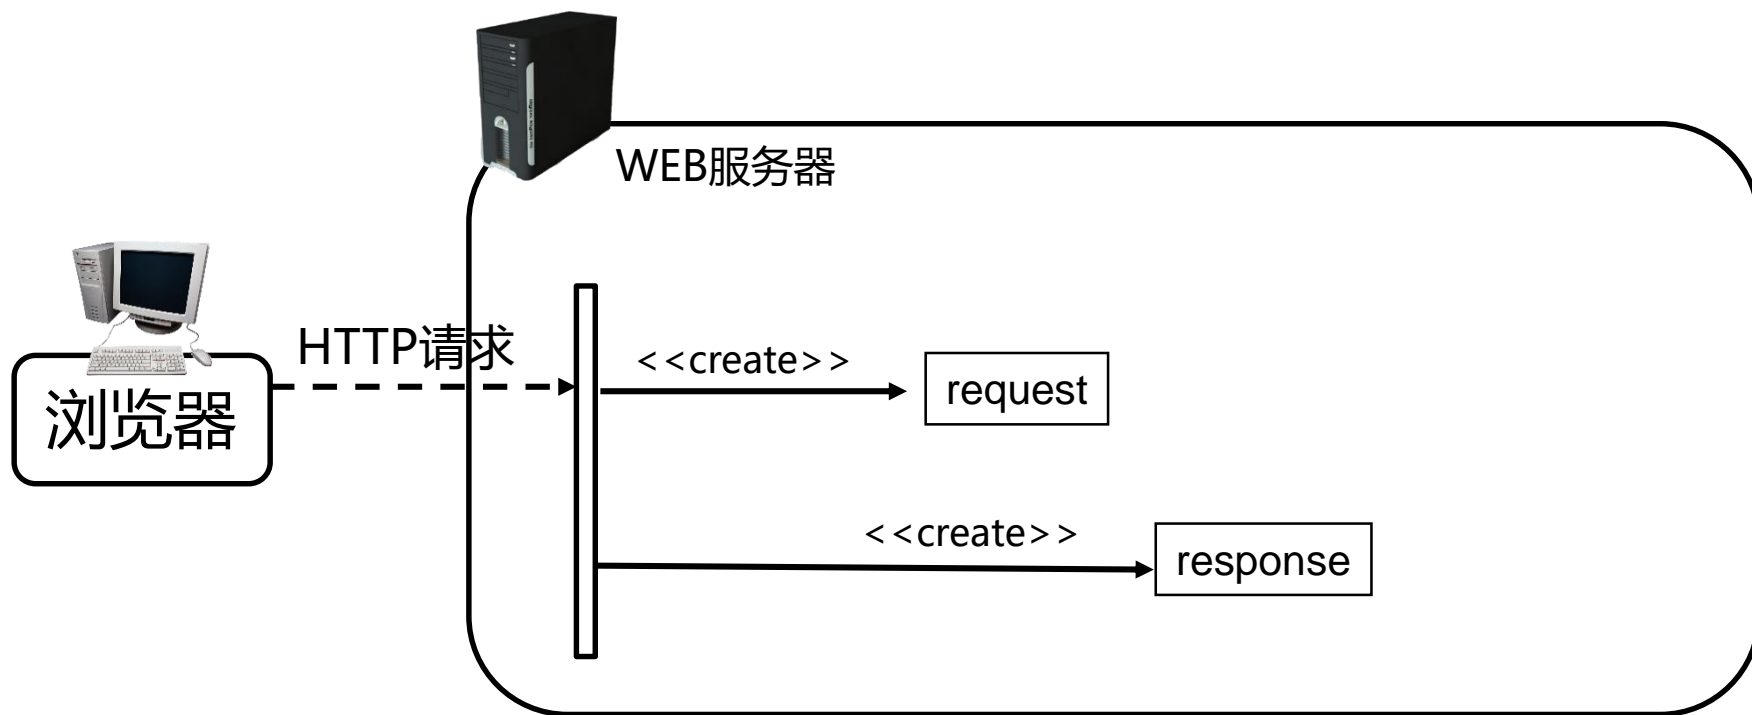 WEB服务器
HTTP请求
浏览器
<<create>>
request
<<create>>
response